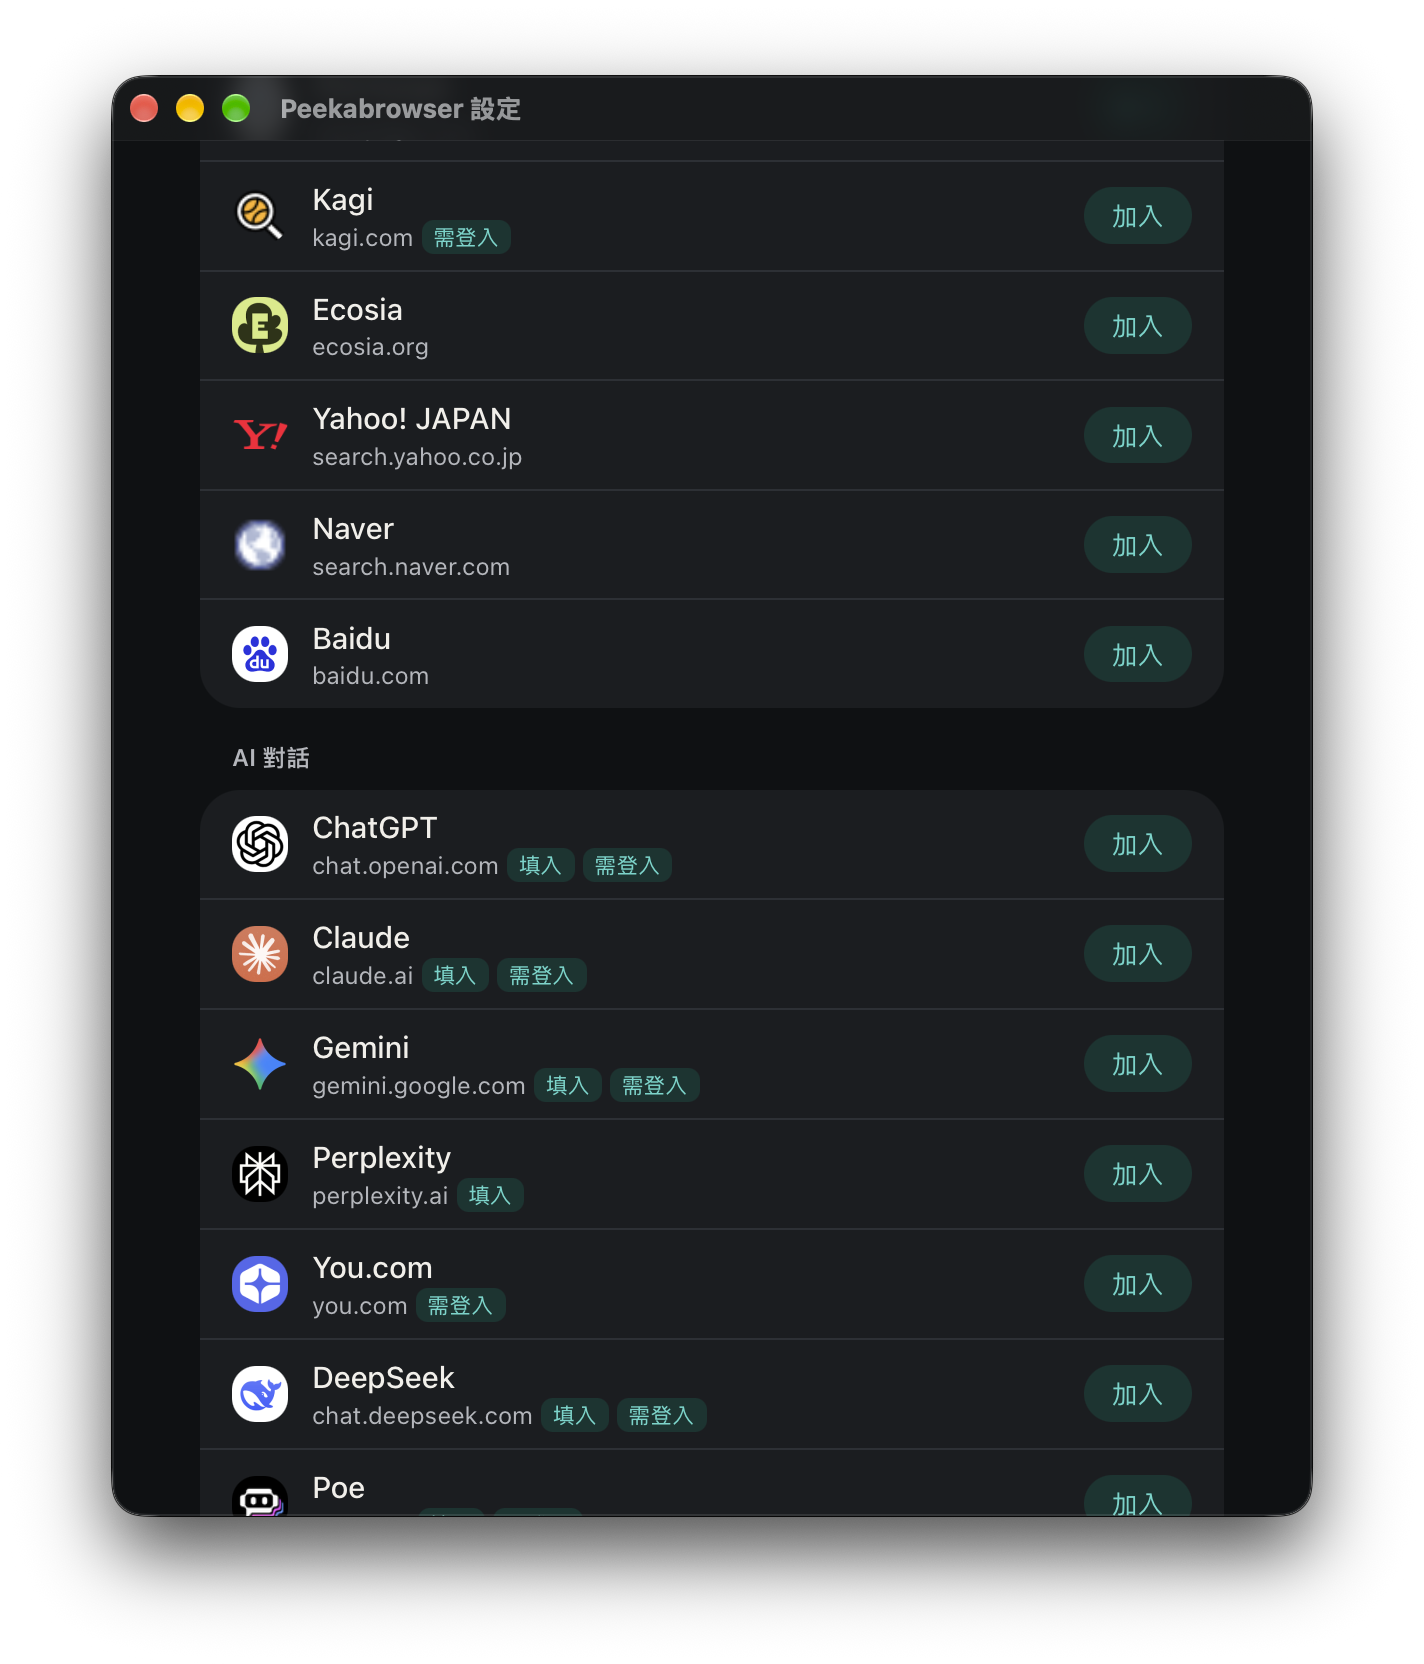 Peekabrowser 設定
Kagi
kagi.com 需登入
加入
Ecosia
ecosia.org
加入
Yahoo! JAPAN
search.yahoo.co.jp
加入
Naver
search.naver.com
加入
Baidu
baidu.com
加入
AI 對話
ChatGPT
chat.openai.com 填入 需登入
加入
Claude
claude.ai 填入 需登入
加入
Gemini
gemini.google.com 填入 需登入
加入
Perplexity
perplexity.ai 填入
加入
You.com
you.com 需登入
加入
DeepSeek
chat.deepseek.com 填入 需登入
加入
Poe
加入